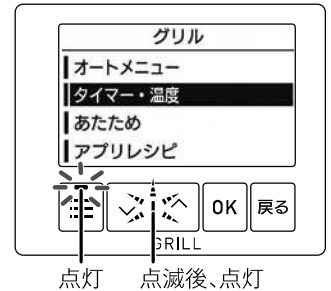 グリル
オートメニュー
タイマー・温度
あたため
アプリレシピ
OK 戻る
GRILL
点灯 点滅後、点灯